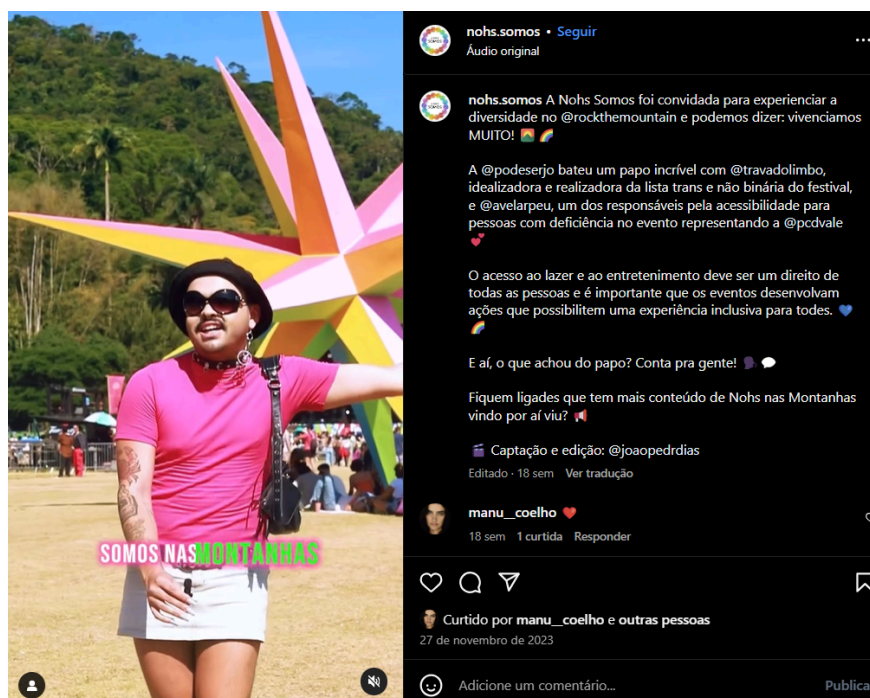 nohs.somos • Seguir
Áudio original
nohs.somos A Nohs Somos foi convidada para experienciar a
diversidade no @rockthemountain e podemos dizer: vivenciamos
MUITO! 🌄 🌈
A @podeserjo bateu um papo incrível com @travadolimbo,
idealizadora e realizadora da lista trans e não binária do festival,
e @avelarpeu, um dos responsáveis pela acessibilidade para
pessoas com deficiência no evento representando a @pcdvale
💕
O acesso ao lazer e ao entretenimento deve ser um direito de
todas as pessoas e é importante que os eventos desenvolvam
ações que possibilitem uma experiência inclusiva para todes. 💙
🌈
E aí, o que achou do papo? Conta pra gente! 🗣 💬
Fiquem ligades que tem mais conteúdo de Nohs nas Montanhas
vindo por aí viu? 📢
🎬 Captação e edição: @joaopedrdias
Editado · 18 sem Ver tradução
manu__coelho ❤️
18 sem 1 curtida Responder
Curtido por manu__coelho e outras pessoas
27 de novembro de 2023
Adicione um comentário...
Publica
SOMOS NAS MONTANHAS